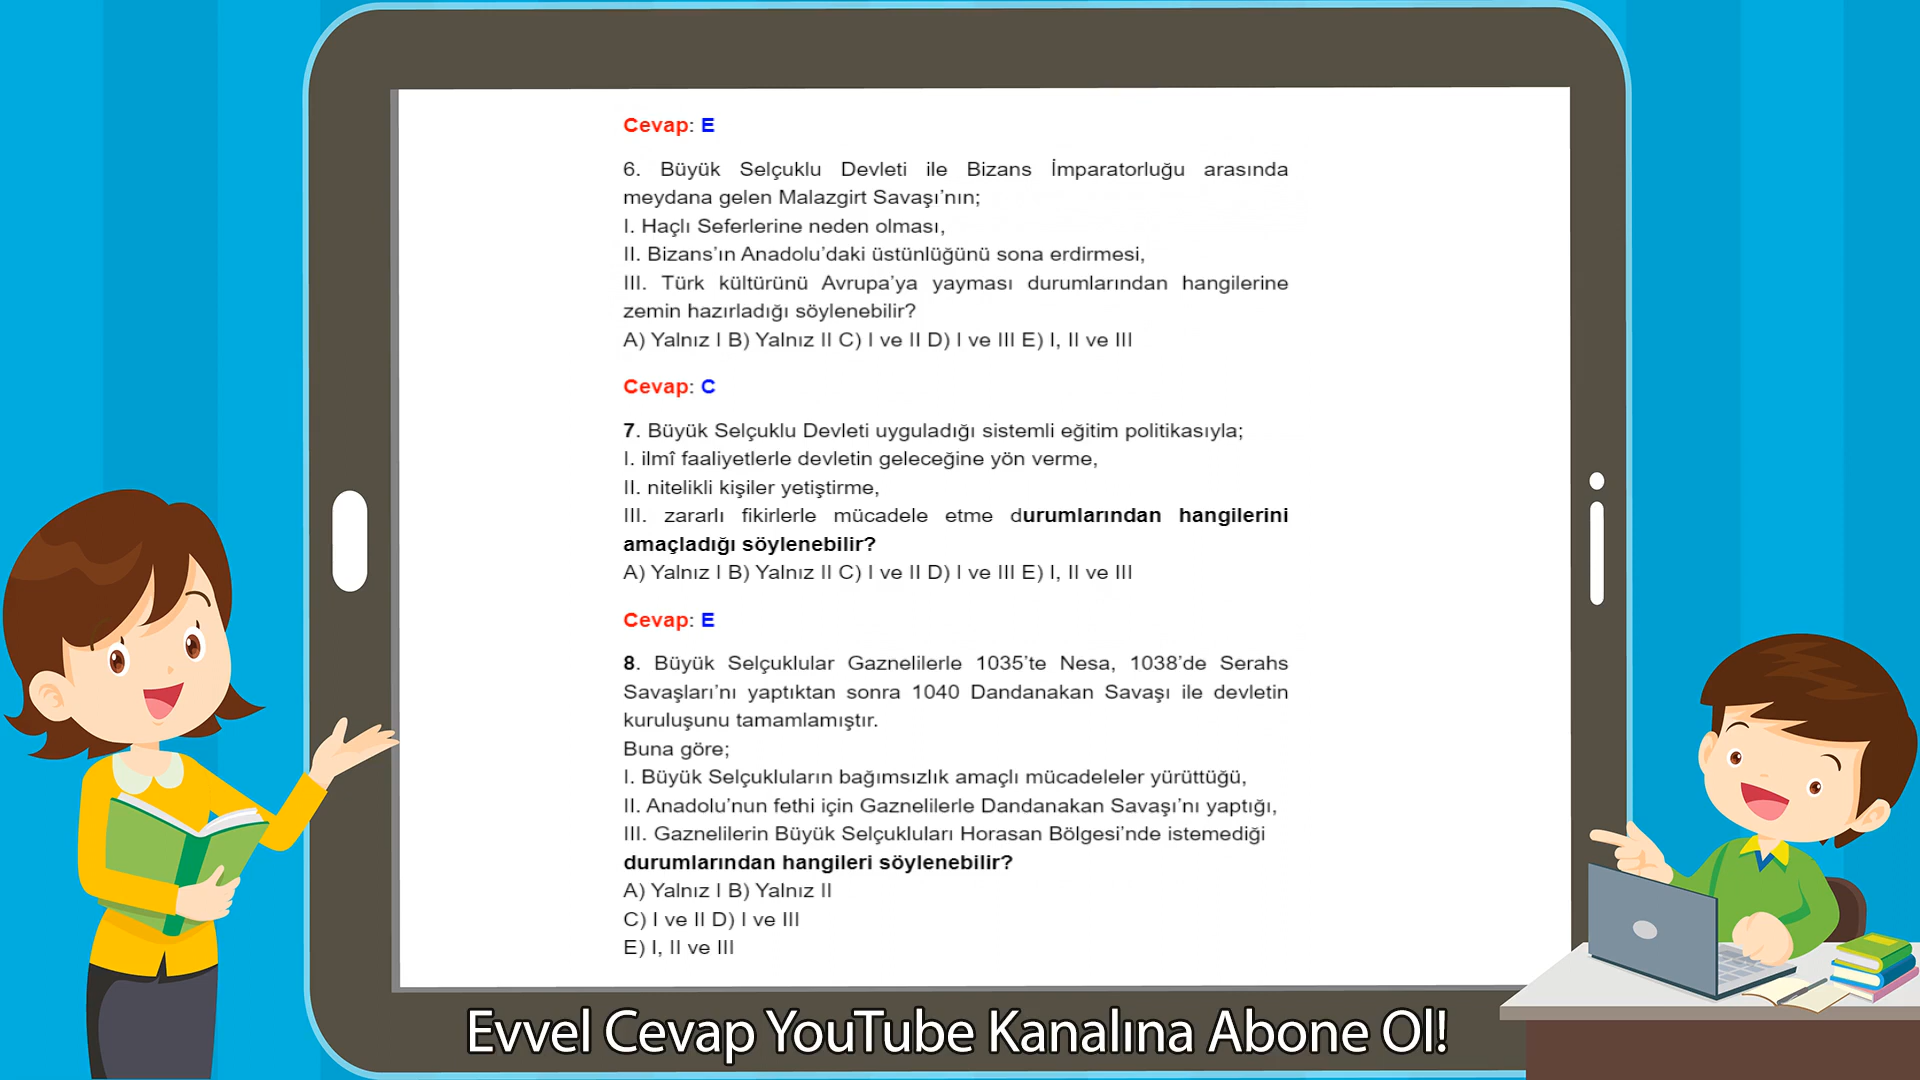 Cevap: E
6. Büyük Selçuklu Devleti ile Bizans İmparatorluğu arasında
meydana gelen Malazgirt Savaşı’nın;
I. Haçlı Seferlerine neden olması,
II. Bizans’ın Anadolu’daki üstünlüğünü sona erdirmesi,
III. Türk kültürünü Avrupa’ya yayması durumlarından hangilerine
zemin hazırladığı söylenebilir?
A) Yalnız I B) Yalnız II C) I ve II D) I ve III E) I, II ve III
Cevap: C
7. Büyük Selçuklu Devleti uyguladığı sistemli eğitim politikasıyla;
I. ilmî faaliyetlerle devletin geleceğine yön verme,
II. nitelikli kişiler yetiştirme,
III. zararlı fikirlerle mücadele etme durumlarından hangilerini
amaçladığı söylenebilir?
A) Yalnız I B) Yalnız II C) I ve II D) I ve III E) I, II ve III
Cevap: E
8. Büyük Selçuklular Gaznelilerle 1035’te Nesa, 1038’de Serahs
Savaşları’nı yaptıktan sonra 1040 Dandanakan Savaşı ile devletin
kuruluşunu tamamlamıştır.
Buna göre;
I. Büyük Selçukluların bağımsızlık amaçlı mücadeleler yürüttüğü,
II. Anadolu’nun fethi için Gaznelilerle Dandanakan Savaşı’nı yaptığı,
III. Gaznelilerin Büyük Selçukluları Horasan Bölgesi’nde istemediği
durumlarından hangileri söylenebilir?
A) Yalnız I B) Yalnız II
C) I ve II D) I ve III
E) I, II ve III
Evvel Cevap YouTube Kanalına Abone Ol!